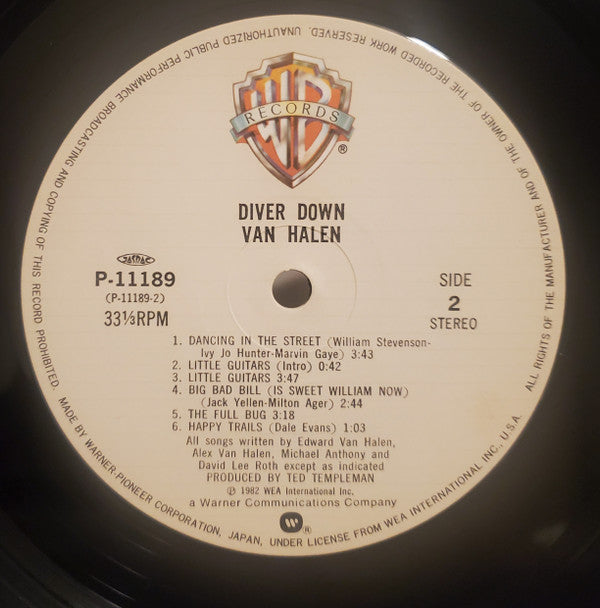 UNAUTHORIZED PUBLIC PERFORMANCE BROADCASTING AND COPYING OF THIS RECORD PROHIBITED.
ALL RIGHTS OF THE MANUFACTURER AND OF THE OWNER OF THE RECORDED WORK RESERVED.
WB
RECORDS
®
DIVER DOWN
VAN HALEN
JASRAC
P-11189
(P-11189-2)
33⅓RPM
SIDE
2
STEREO
1. DANCING IN THE STREET (William Stevenson-
Ivy Jo Hunter-Marvin Gaye) 3:43
2. LITTLE GUITARS (Intro) 0:42
3. LITTLE GUITARS 3:47
4. BIG BAD BILL (IS SWEET WILLIAM NOW)
(Jack Yellen-Milton Ager) 2:44
5. THE FULL BUG 3:18
6. HAPPY TRAILS (Dale Evans) 1:03
All songs written by Edward Van Halen,
Alex Van Halen, Michael Anthony and
David Lee Roth except as indicated
PRODUCED BY TED TEMPLEMAN
℗ 1982 WEA International Inc.
a Warner Communications Company
®
MADE BY WARNER-PIONEER CORPORATION, JAPAN, UNDER LICENSE FROM WEA INTERNATIONAL INC., U.S.A.